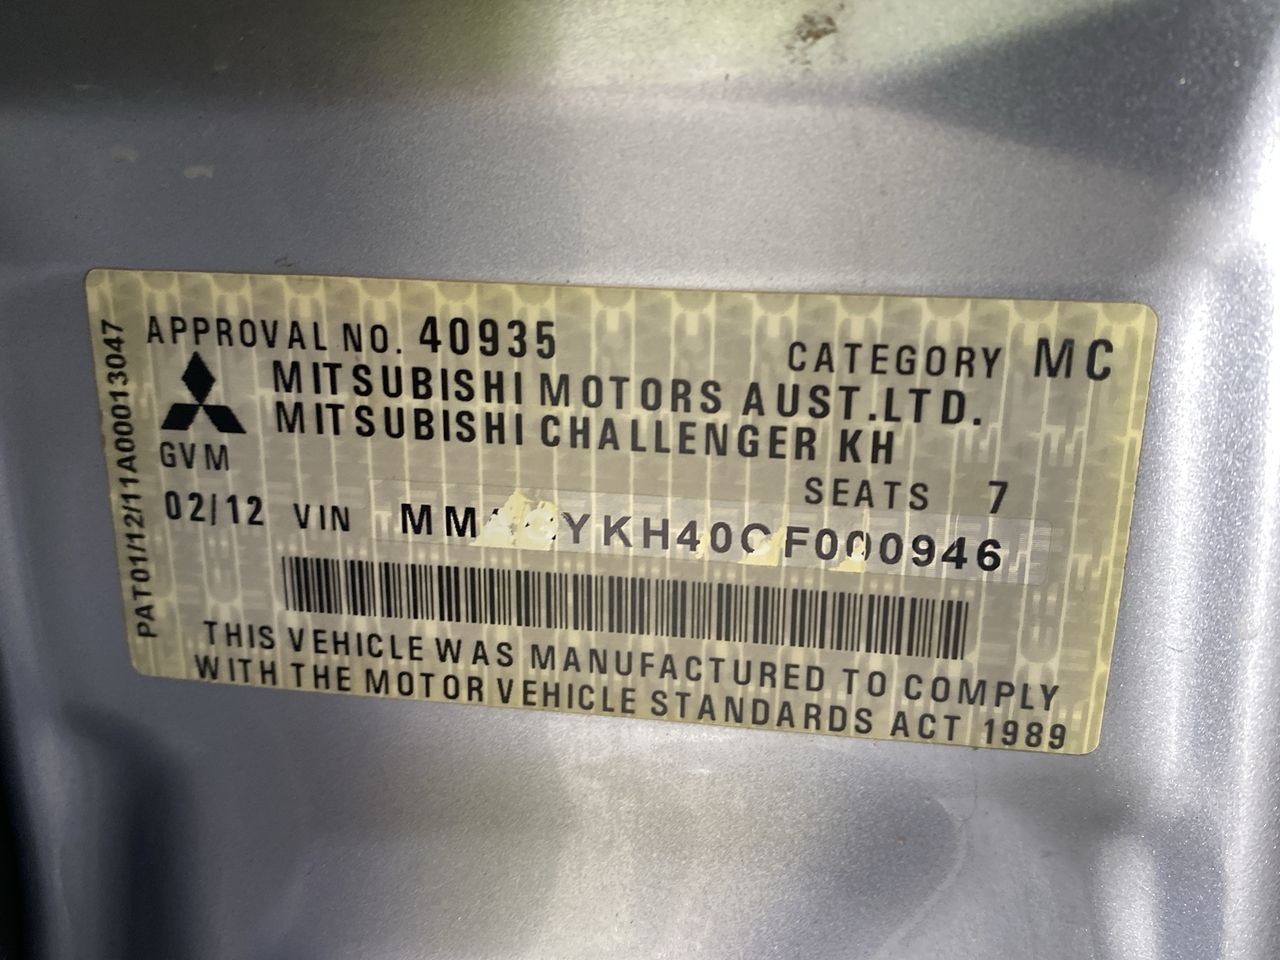 APPROVAL NO. 40935
CATEGORY MC
MITSUBISHI MOTORS AUST.LTD.
MITSUBISHI CHALLENGER KH
GVM
SEATS 7
02/12 VIN
THIS VEHICLE WAS MANUFACTURED TO COMPLY
WITH THE MOTOR VEHICLE STANDARDS ACT 1989
PAT01/12/11A00013047